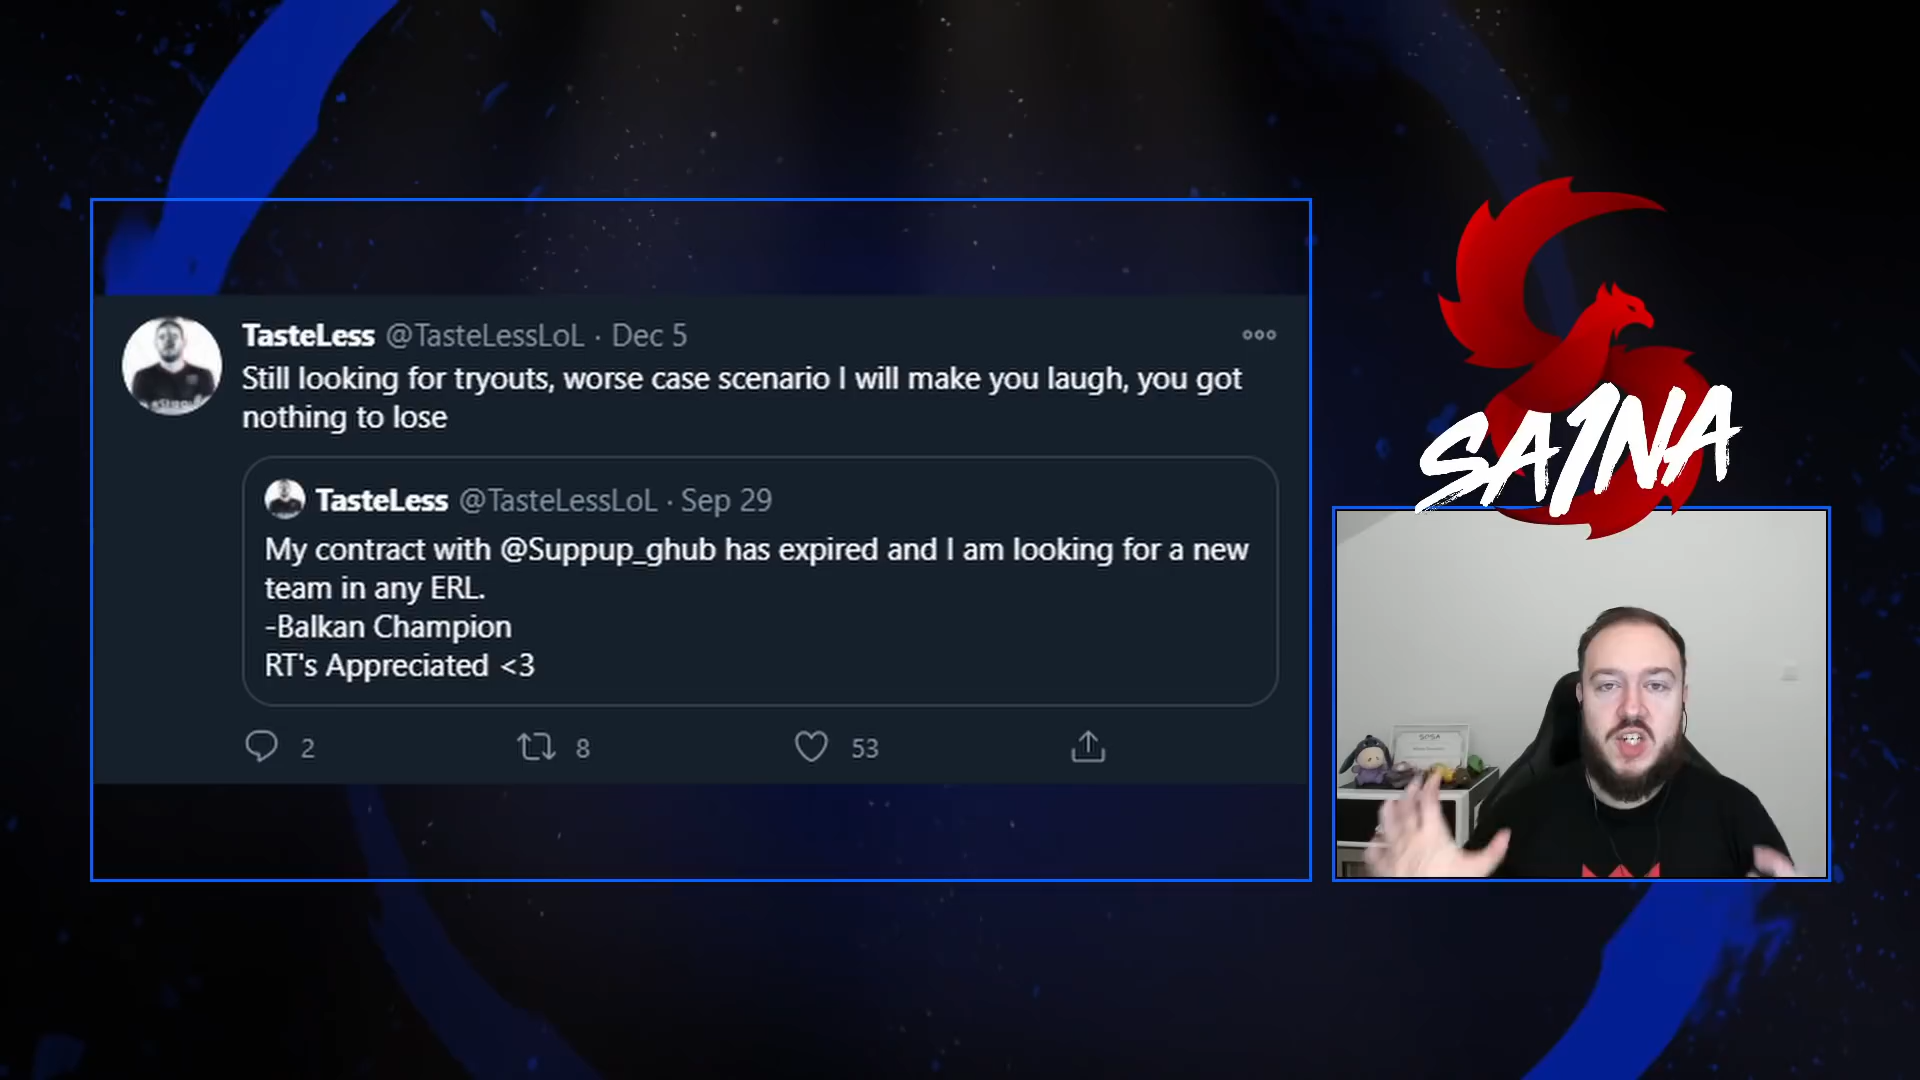 TasteLess @TasteLessLoL · Dec 5
Still looking for tryouts, worse case scenario I will make you laugh, you got
nothing to lose
TasteLess @TasteLessLoL · Sep 29
My contract with @Suppup_ghub has expired and I am looking for a new
team in any ERL.
-Balkan Champion
RT's Appreciated <3
2 8 53
SA1NA